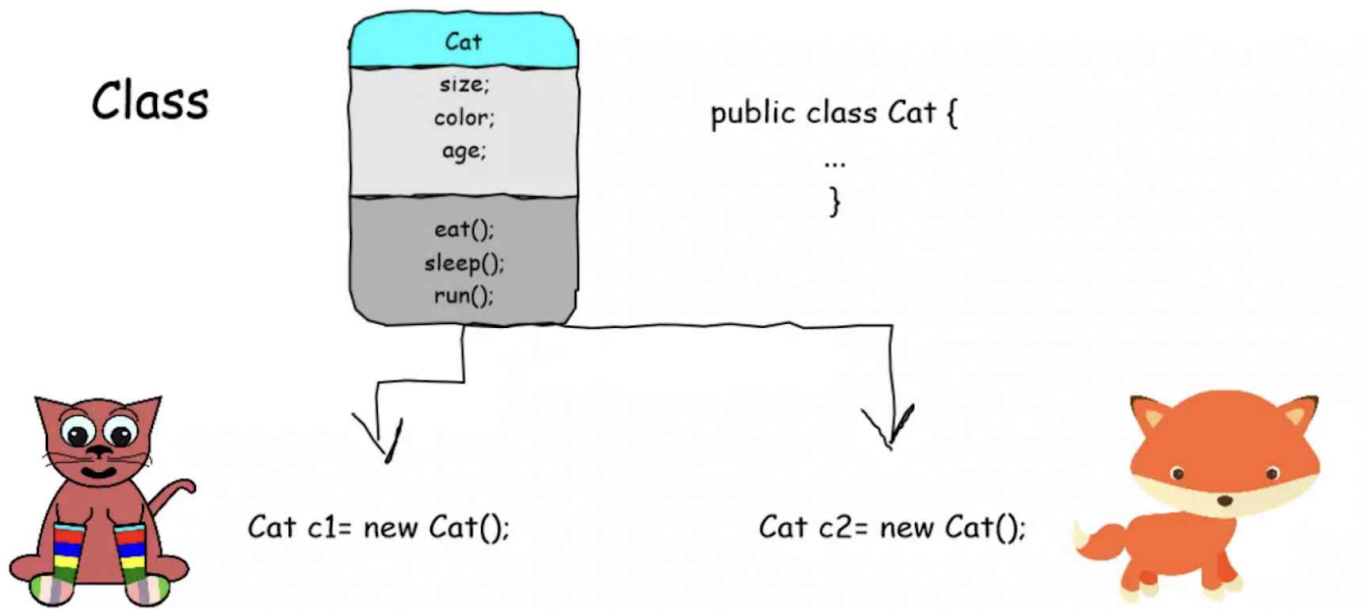 Class
Cat
size;
color;
age;
eat();
sleep();
run();
public class Cat {
...
}
Cat c1= new Cat();
Cat c2= new Cat();